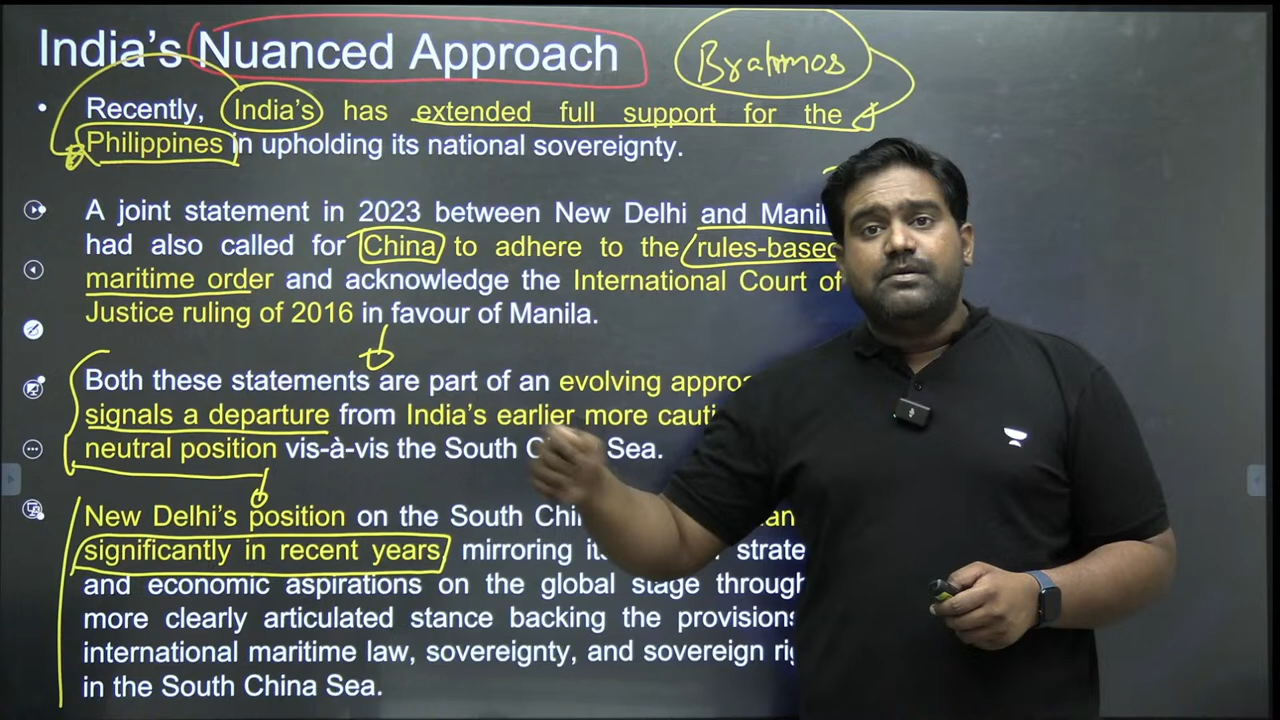 India's Nuanced Approach
Brahmos
• Recently, India's has extended full support for the
Philippines in upholding its national sovereignty.
A joint statement in 2023 between New Delhi and Manil
had also called for China to adhere to the rules-based
maritime order and acknowledge the International Court of
Justice ruling of 2016 in favour of Manila.
Both these statements are part of an evolving appro
signals a departure from India's earlier more cauti
neutral position vis-à-vis the South Sea.
New Delhi's position on the South Chi
significantly in recent years, mirroring its strate
and economic aspirations on the global stage through
more clearly articulated stance backing the provisions
international maritime law, sovereignty, and sovereign rig
in the South China Sea.